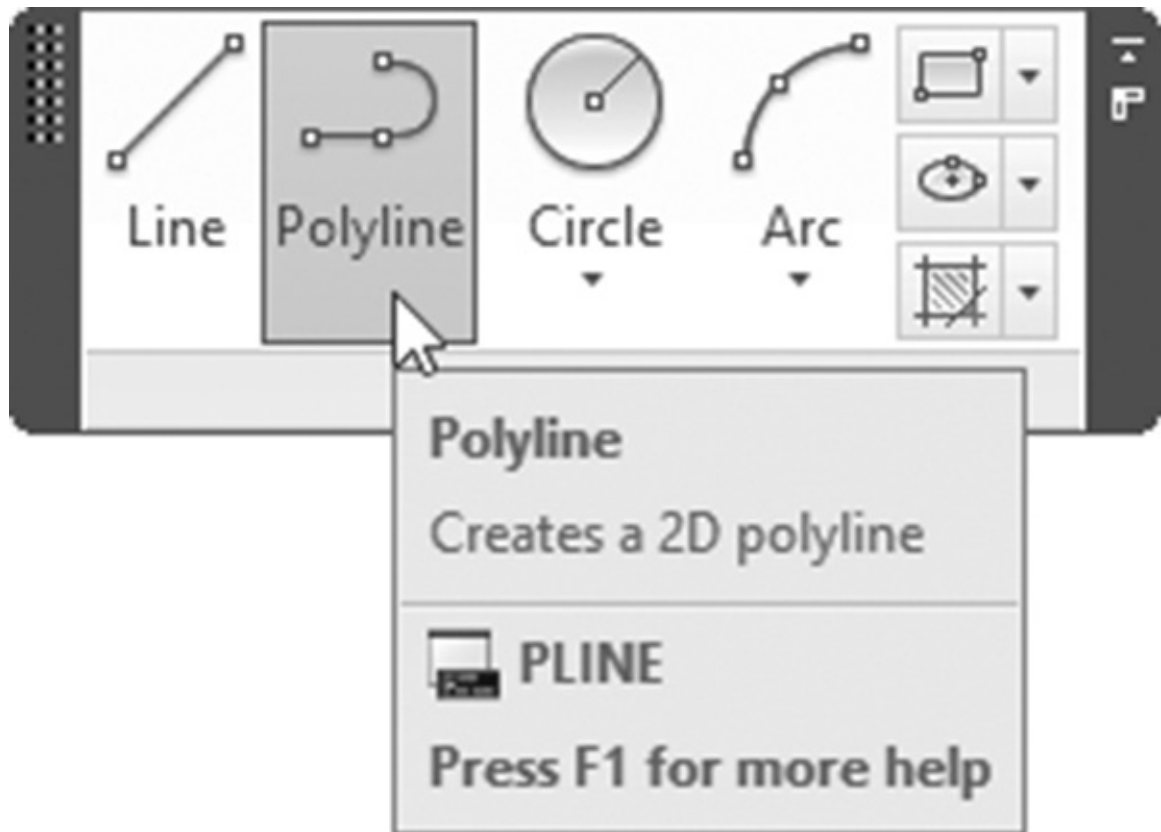 Line Polyline Circle Arc
Polyline
Creates a 2D polyline
PLINE
Press F1 for more help